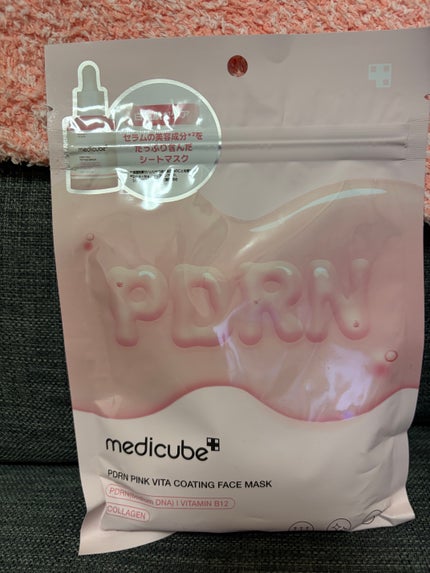 セラムの美容成分*²を
たっぷり含んだ
シートマスク
medicube
PDRN
medicube
PDRN PINK VITA COATING FACE MASK
DNA) | VITAMIN B12
COLLAGEN